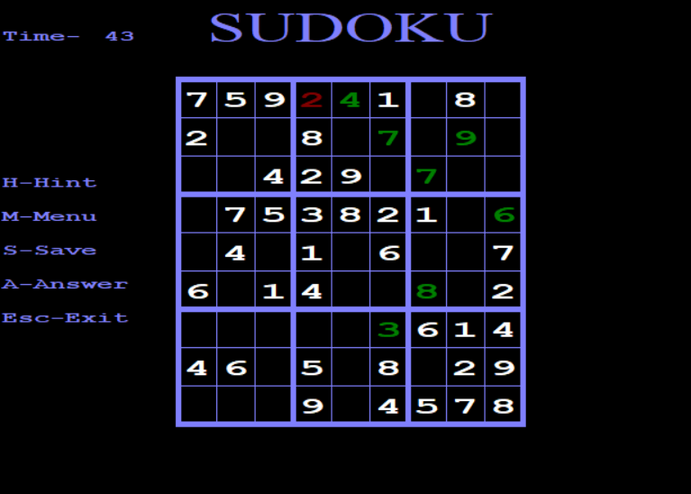 SUDOKU
Time- 43
H-Hint
M-Menu
S-Save
A-Answer
Esc-Exit
7 5 9 2 4 1 8
2 8 7 9
4 2 9 7
7 5 3 8 2 1 6
4 1 6 7
6 1 4 8 2
3 6 1 4
4 6 5 8 2 9
9 4 5 7 8